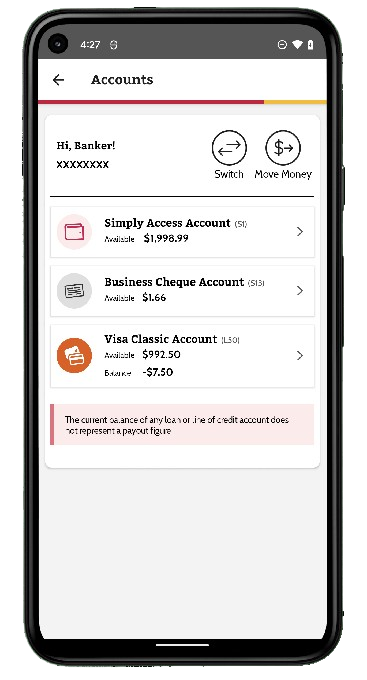 4:27
Accounts
Hi, Banker!
XXXXXXXX
Switch
Move Money
Simply Access Account (S1)
Available $1,998.99
Business Cheque Account (S13)
Available $1.66
Visa Classic Account (L50)
Available $992.50
Balance -$7.50
The current balance of any loan or line of credit account does
not represent a payout figure